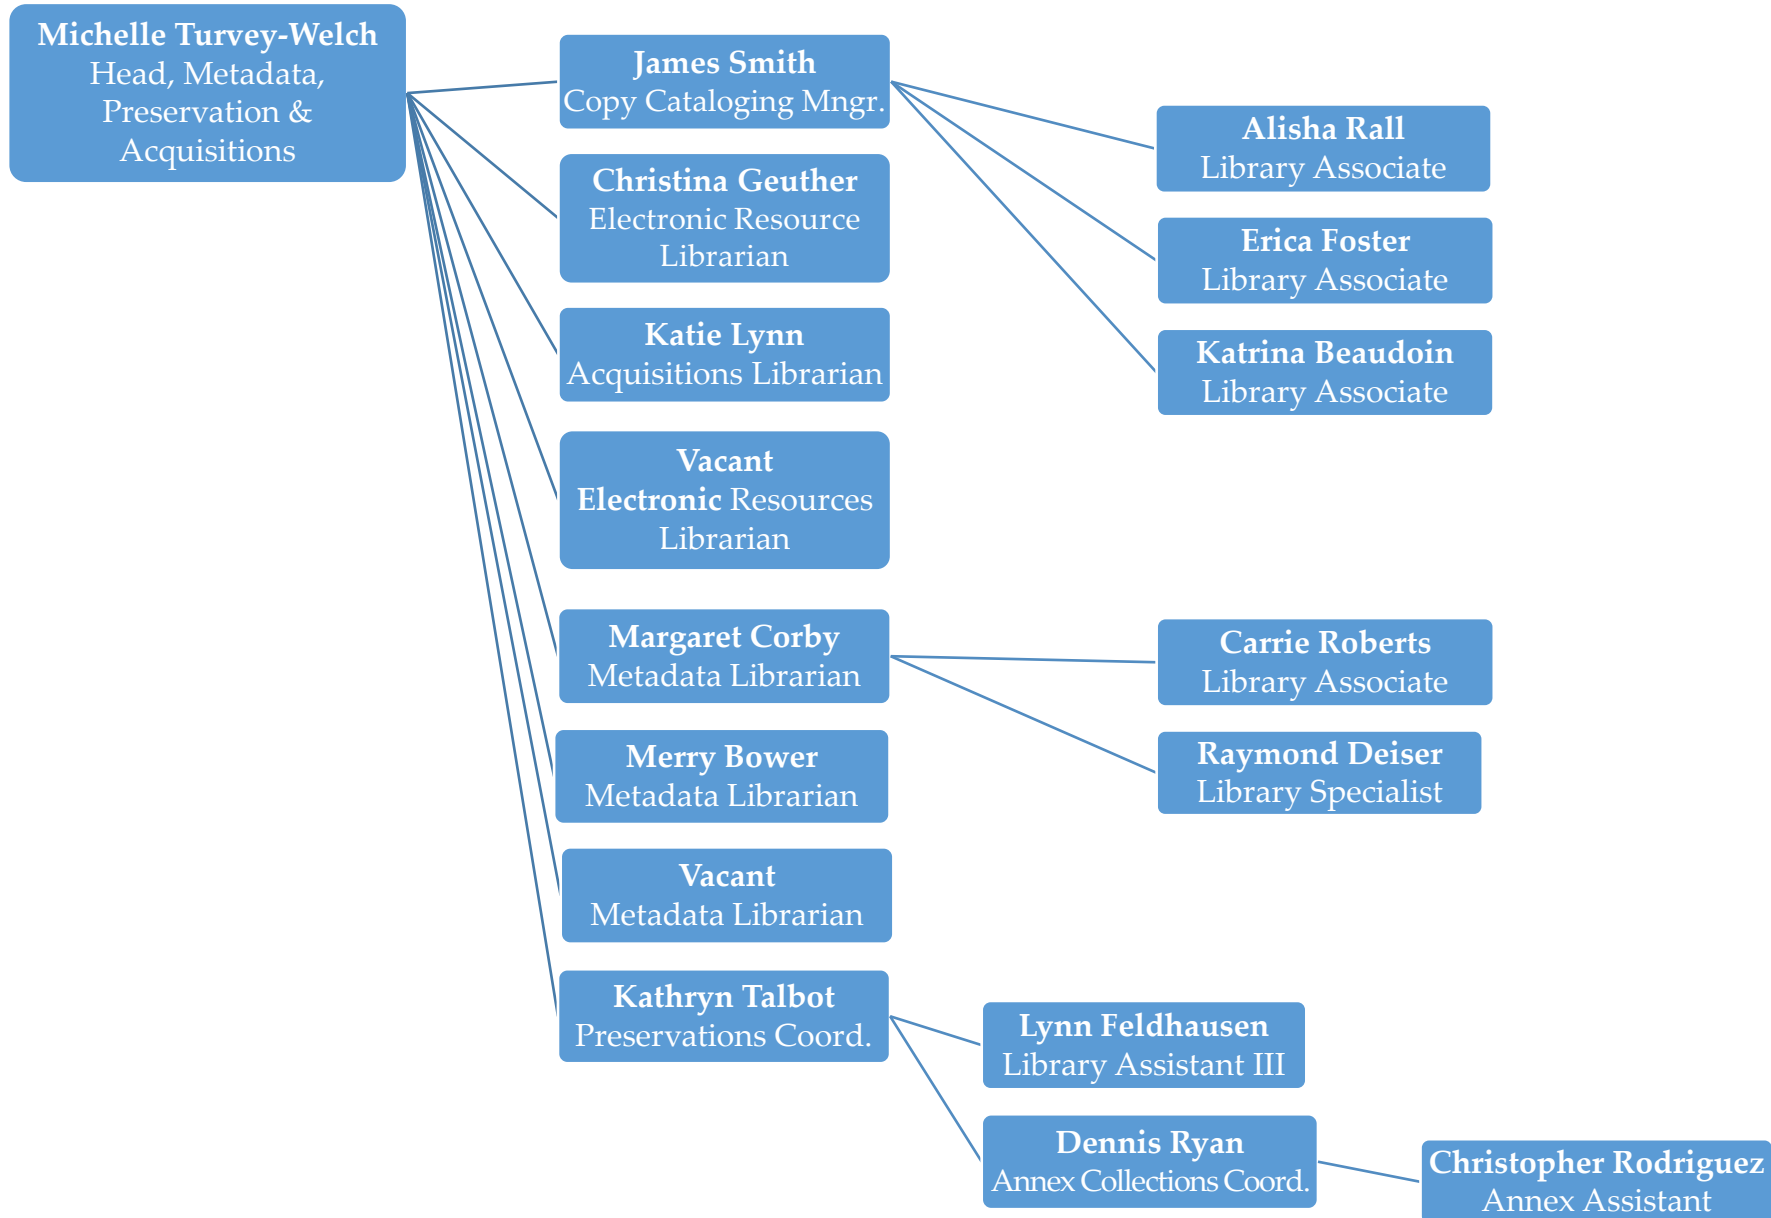 Michelle Turvey-Welch
Head, Metadata,
Preservation &
Acquisitions
James Smith
Copy Cataloging Mngr.
Christina Geuther
Electronic Resource
Librarian
Katie Lynn
Acquisitions Librarian
Vacant
Electronic Resources
Librarian
Margaret Corby
Metadata Librarian
Merry Bower
Metadata Librarian
Vacant
Metadata Librarian
Kathryn Talbot
Preservations Coord.
Alisha Rall
Library Associate
Erica Foster
Library Associate
Katrina Beaudoin
Library Associate
Carrie Roberts
Library Associate
Raymond Deiser
Library Specialist
Lynn Feldhausen
Library Assistant III
Dennis Ryan
Annex Collections Coord.
Christopher Rodriguez
Annex Assistant